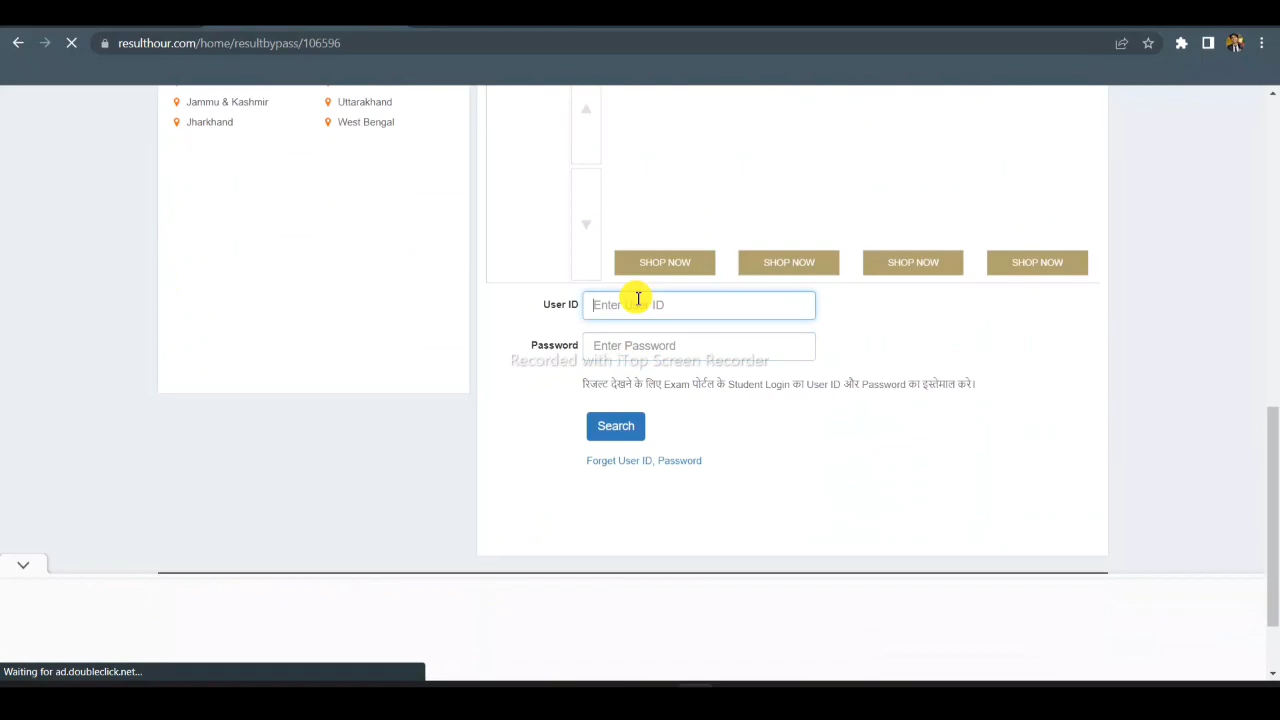 resulthour.com/home/resultbypass/106596
Jammu & Kashmir
Uttarakhand
Jharkhand
West Bengal
SHOP NOW
SHOP NOW
SHOP NOW
SHOP NOW
User ID
Enter User ID
Password
Enter Password
Recorded with iTop Screen Recorder
रिजल्ट देखने के लिए Exam पोर्टल के Student Login का User ID और Password का इस्तेमाल करे।
Search
Forget User ID, Password
Waiting for ad.doubleclick.net...